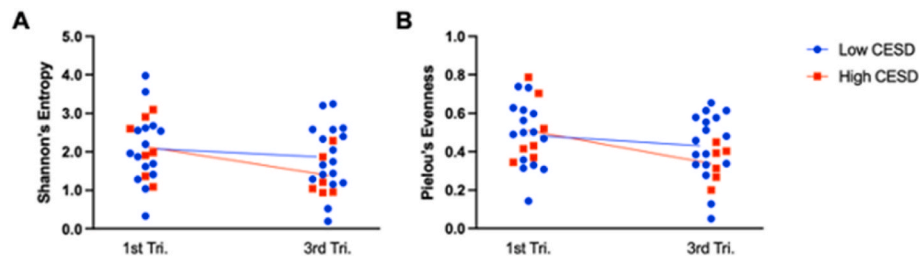 A
Shannon's Entropy
5.0
4.0
3.0
2.0
1.0
0.0
1st Tri.
3rd Tri.
B
Pielou's Evenness
1.0
0.8
0.6
0.4
0.2
0.0
1st Tri.
3rd Tri.
Low CESD
High CESD